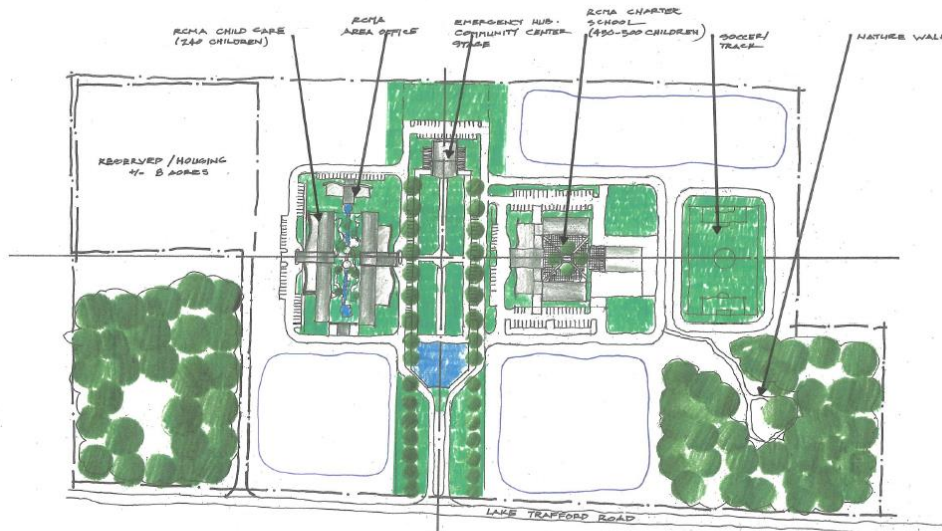 RCMA CHILD CARE
(240 CHILDREN)
RCMA
AREA OFFICE
EMERGENCY HUB.
COMMUNITY CENTER
STAGE
RCMA CHARTER
SCHOOL
(450-500 CHILDREN)
SOCCER/
TRACK
NATURE WALK
RESERVED / HOUSING
+/- 8 ACRES
LAKE TRAFFORD ROAD